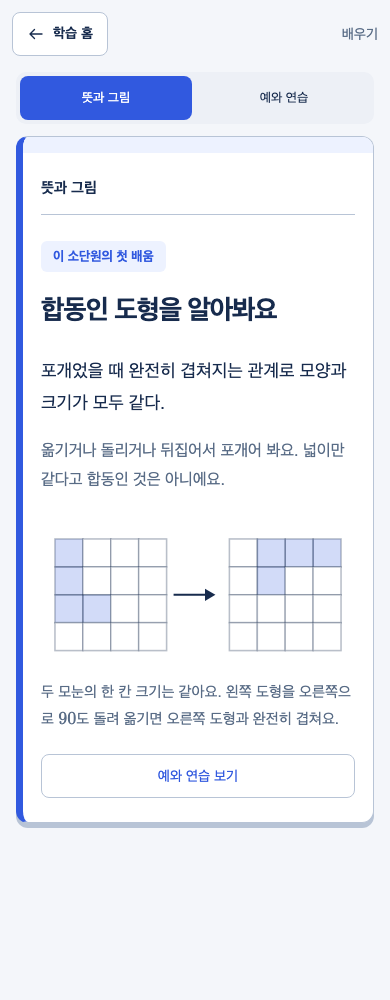 학습 홈
배우기
뜻과 그림
예와 연습
뜻과 그림
이 소단원의 첫 배움
합동인 도형을 알아봐요
포개었을 때 완전히 겹쳐지는 관계로 모양과
크기가 모두 같다.
옮기거나 돌리거나 뒤집어서 포개어 봐요. 넓이만
같다고 합동인 것은 아니에요.
두 모눈의 한 칸 크기는 같아요. 왼쪽 도형을 오른쪽으
로 90도 돌려 옮기면 오른쪽 도형과 완전히 겹쳐요.
예와 연습 보기